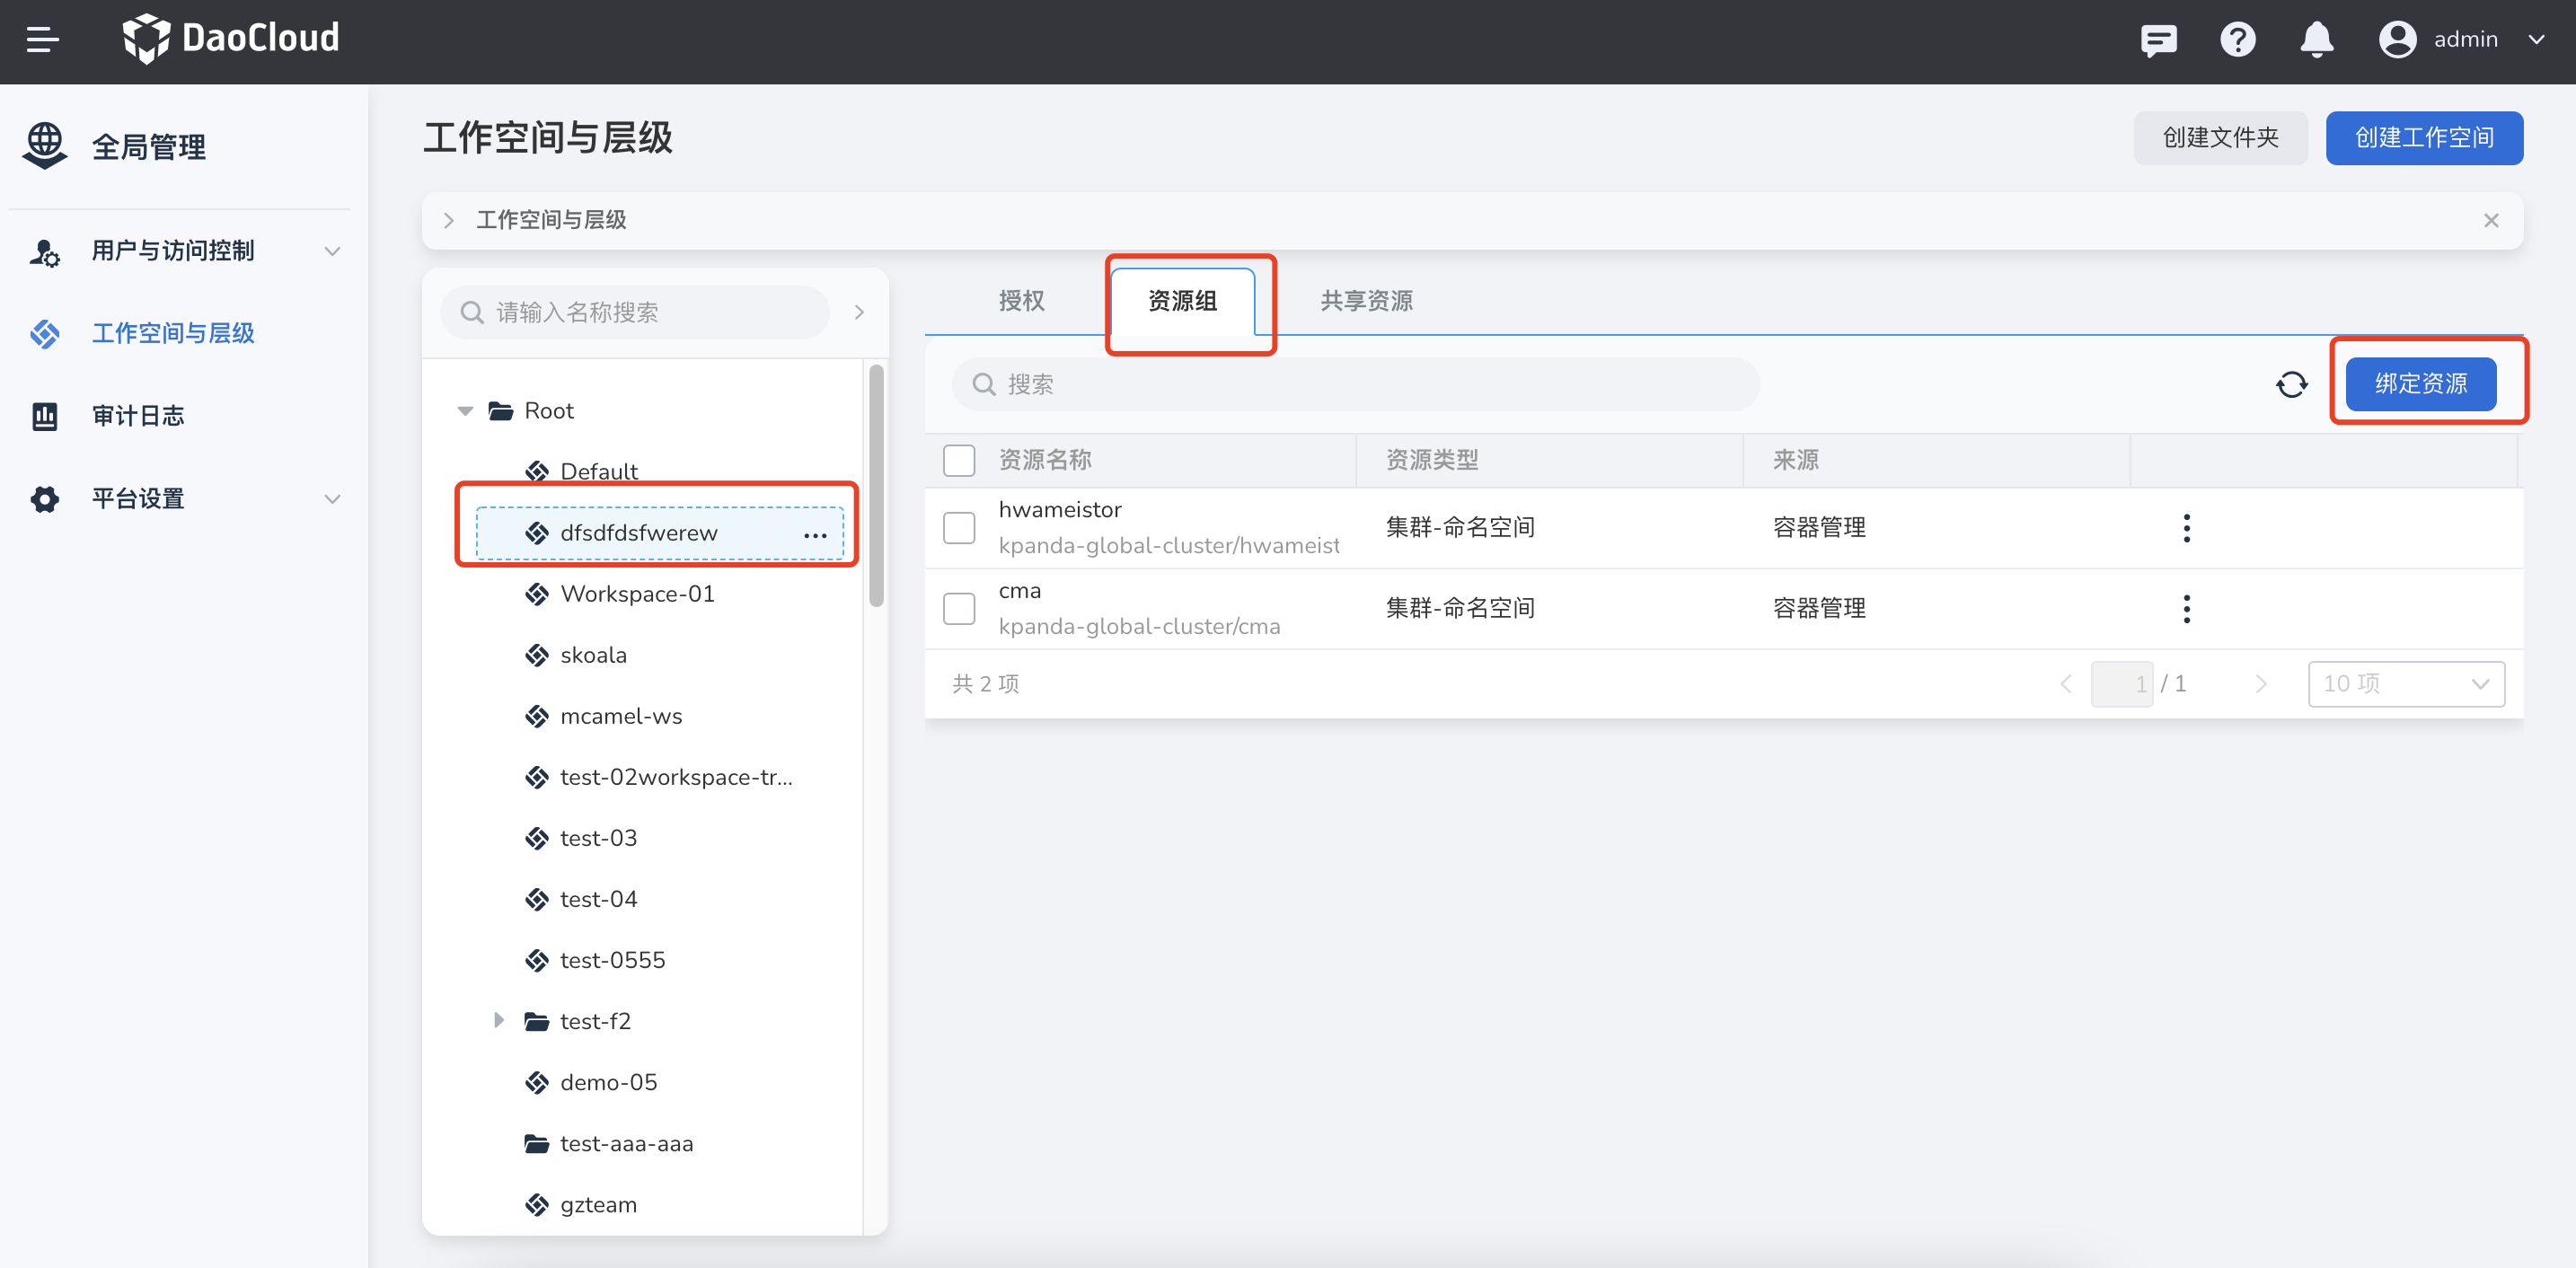 DaoCloud
admin
全局管理
用户与访问控制
工作空间与层级
审计日志
平台设置
工作空间与层级
创建文件夹
创建工作空间
工作空间与层级
请输入名称搜索
Root
Default
dfsdfdsfwerew
Workspace-01
skoala
mcamel-ws
test-02workspace-tr...
test-03
test-04
test-0555
test-f2
demo-05
test-aaa-aaa
gzteam
授权
资源组
共享资源
搜索
绑定资源
资源名称 资源类型 来源
hwameistor
kpanda-global-cluster/hwameist
集群-命名空间 容器管理
cma
kpanda-global-cluster/cma
集群-命名空间 容器管理
共 2 项
1 / 1
10 项